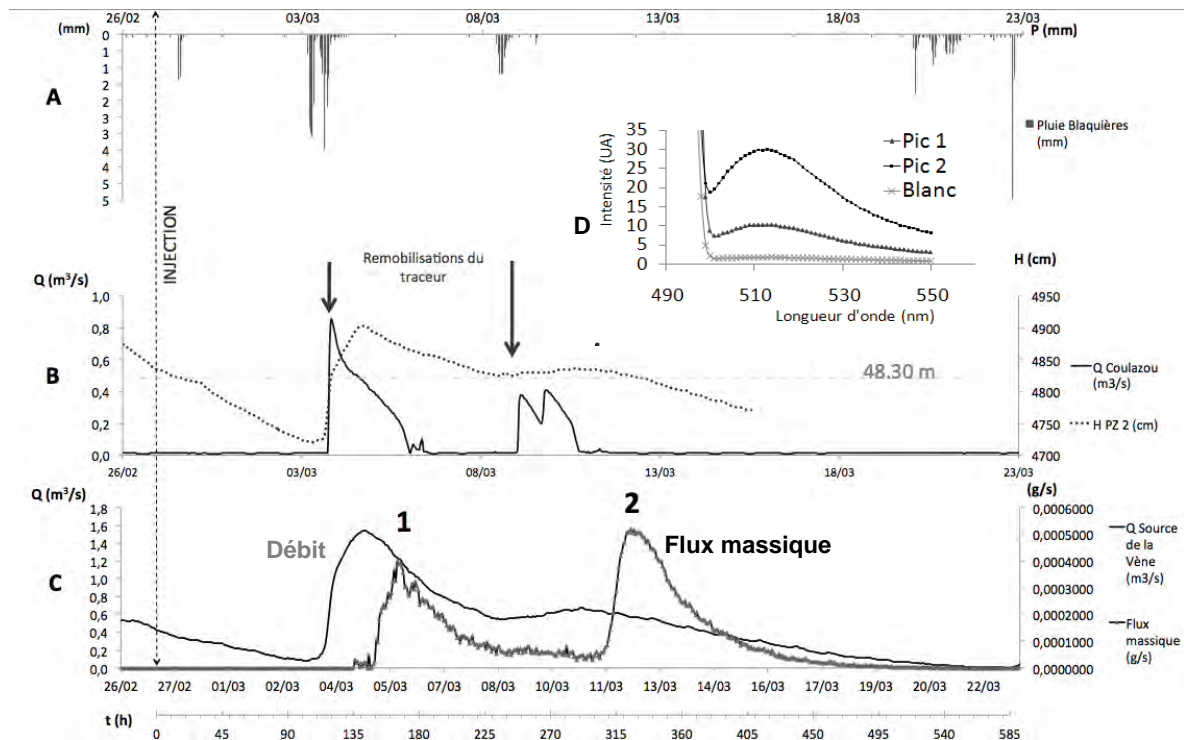 26/02 03/03 08/03 13/03 18/03 23/03
(mm) P (mm)
0
1
1
2
2
3
3
4
4
5
5
A
Pluie Blaquières
(mm)
INJECTION
35
30
25
20
15
10
5
0
Intensité (UA)
Pic 1
Pic 2
Blanc
D
490 510 530 550
Longueur d'onde (nm)
Remobilisations du
traceur
Q (m³/s) H (cm)
1,0
0,8
0,6
0,4
0,2
0,0
4950
4900
4850
4800
4750
4700
B
48.30 m
Q Coulazou
(m3/s)
H PZ 2 (cm)
26/02 03/03 08/03 13/03 18/03 23/03
Q (m³/s) (g/s)
1,8
1,6
1,4
1,2
1,0
0,8
0,6
0,4
0,2
0,0
0,0006000
0,0005000
0,0004000
0,0003000
0,0002000
0,0001000
0,0000000
C
Débit
1
2
Flux massique
Q Source
de la
Vène
(m3/s)
Flux
massique
(g/s)
26/02 27/02 01/03 02/03 04/03 05/03 07/03 08/03 10/03 11/03 13/03 14/03 16/03 17/03 19/03 20/03 22/03
t (h)
0 45 90 135 180 225 270 315 360 405 450 495 540 585